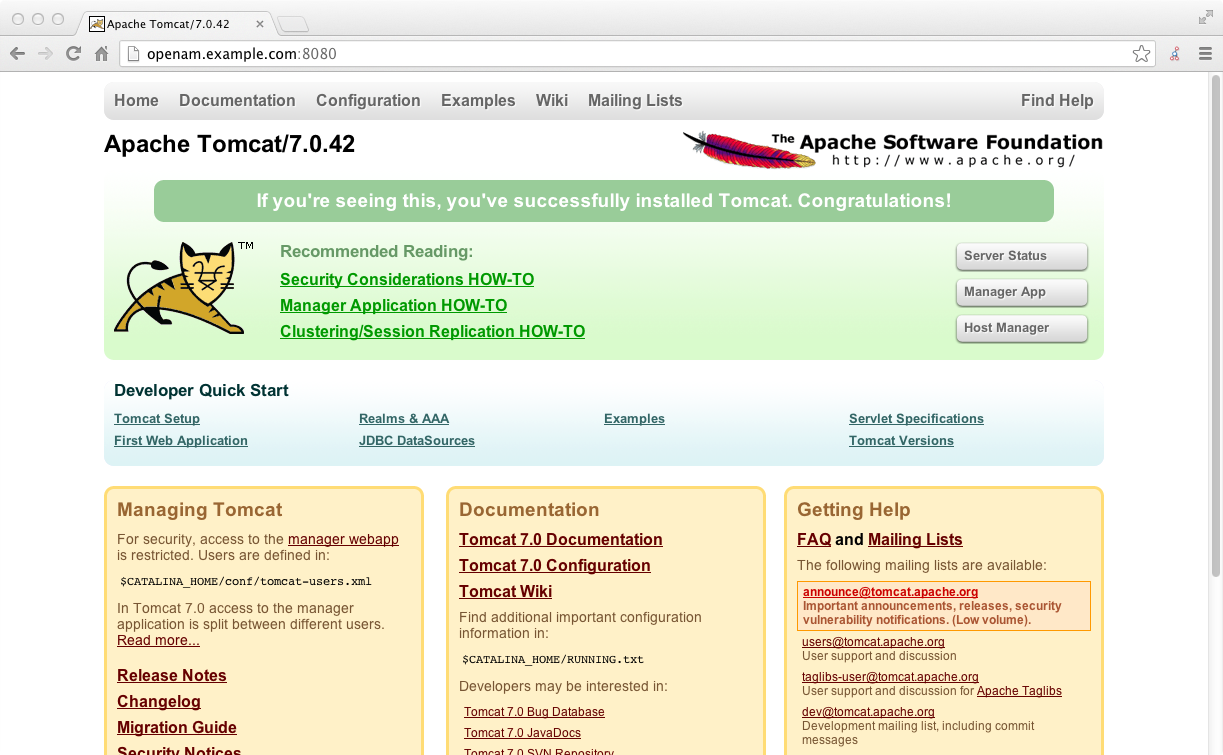 Apache Tomcat/7.0.42
openam.example.com:8080
Home Documentation Configuration Examples Wiki Mailing Lists Find Help
Apache Tomcat/7.0.42
The Apache Software Foundation
http://www.apache.org/
If you're seeing this, you've successfully installed Tomcat. Congratulations!
TM
Recommended Reading:
Security Considerations HOW-TO
Manager Application HOW-TO
Clustering/Session Replication HOW-TO
Server Status
Manager App
Host Manager
Developer Quick Start
Tomcat Setup
First Web Application
Realms & AAA
JDBC DataSources
Examples
Servlet Specifications
Tomcat Versions
Managing Tomcat
For security, access to the manager webapp
is restricted. Users are defined in:
$CATALINA_HOME/conf/tomcat-users.xml
In Tomcat 7.0 access to the manager
application is split between different users.
Read more...
Release Notes
Changelog
Migration Guide
Security Notices
Documentation
Tomcat 7.0 Documentation
Tomcat 7.0 Configuration
Tomcat Wiki
Find additional important configuration
information in:
$CATALINA_HOME/RUNNING.txt
Developers may be interested in:
Tomcat 7.0 Bug Database
Tomcat 7.0 JavaDocs
Tomcat 7.0 SVN Repository
Getting Help
FAQ and Mailing Lists
The following mailing lists are available:
announce@tomcat.apache.org
Important announcements, releases, security
vulnerability notifications. (Low volume).
users@tomcat.apache.org
User support and discussion
taglibs-user@tomcat.apache.org
User support and discussion for Apache Taglibs
dev@tomcat.apache.org
Development mailing list, including commit
messages